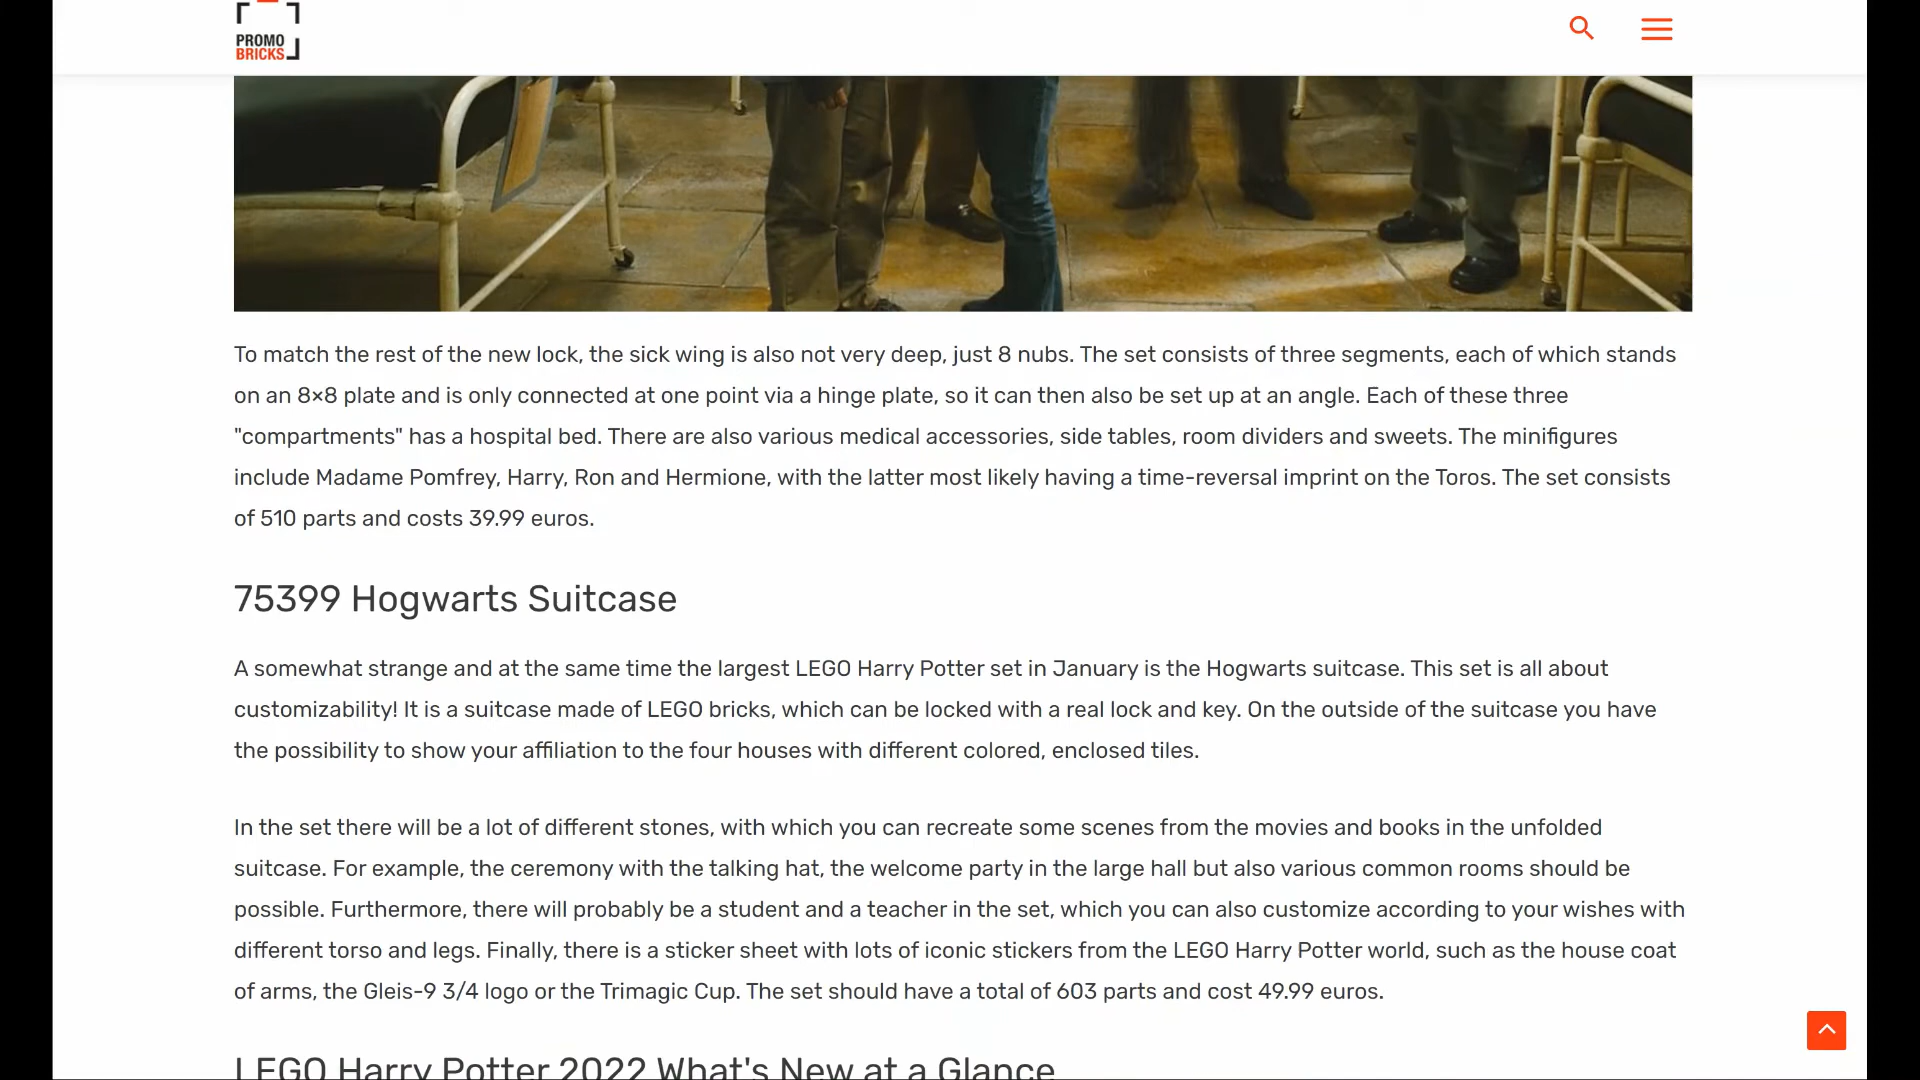 PROMO
BRICKS
To match the rest of the new lock, the sick wing is also not very deep, just 8 nubs. The set consists of three segments, each of which stands
on an 8×8 plate and is only connected at one point via a hinge plate, so it can then also be set up at an angle. Each of these three
"compartments" has a hospital bed. There are also various medical accessories, side tables, room dividers and sweets. The minifigures
include Madame Pomfrey, Harry, Ron and Hermione, with the latter most likely having a time-reversal imprint on the Toros. The set consists
of 510 parts and costs 39.99 euros.
75399 Hogwarts Suitcase
A somewhat strange and at the same time the largest LEGO Harry Potter set in January is the Hogwarts suitcase. This set is all about
customizability! It is a suitcase made of LEGO bricks, which can be locked with a real lock and key. On the outside of the suitcase you have
the possibility to show your affiliation to the four houses with different colored, enclosed tiles.
In the set there will be a lot of different stones, with which you can recreate some scenes from the movies and books in the unfolded
suitcase. For example, the ceremony with the talking hat, the welcome party in the large hall but also various common rooms should be
possible. Furthermore, there will probably be a student and a teacher in the set, which you can also customize according to your wishes with
different torso and legs. Finally, there is a sticker sheet with lots of iconic stickers from the LEGO Harry Potter world, such as the house coat
of arms, the Gleis-9 3/4 logo or the Trimagic Cup. The set should have a total of 603 parts and cost 49.99 euros.
LEGO Harry Potter 2022 What's New at a Glance